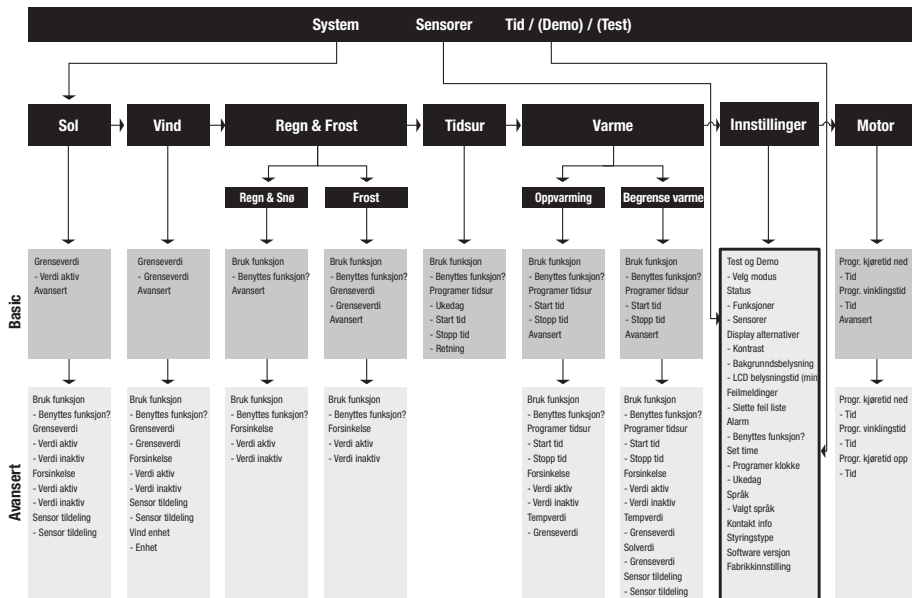 System Sensorer Tid / (Demo) / (Test)
Sol Vind Regn & Frost Tidsur Varme Innstillinger Motor
Regn & Snø Frost Oppvarming Begrense varme
Basic
Grenseverdi
- Verdi aktiv
Avansert
Grenseverdi
- Grenseverdi
Avansert
Bruk funksjon
- Benyttes funksjon?
Avansert
Bruk funksjon
- Benyttes funksjon?
Grenseverdi
- Grenseverdi
Avansert
Bruk funksjon
- Benyttes funksjon?
Programer tidsur
- Ukedag
- Start tid
- Stopp tid
- Retning
Bruk funksjon
- Benyttes funksjon?
Programer tidsur
- Start tid
- Stopp tid
Avansert
Bruk funksjon
- Benyttes funksjon?
Programer tidsur
- Start tid
- Stopp tid
Avansert
Test og Demo
- Velg modus
Status
- Funksjoner
- Sensorer
Display alternativer
- Kontrast
- Bakgrunndsbelysning
- LCD belysningstid (min
Feilmeldinger
- Slette feil liste
Alarm
- Benyttes funksjon?
Set time
- Programer klokke
- Ukedag
Språk
- Valgt språk
Kontakt info
Styringstype
Software versjon
Fabrikkinnstilling
Progr. kjøretid ned
- Tid
Progr. vinklingstid
- Tid
Avansert
Avansert
Bruk funksjon
- Benyttes funksjon?
Grenseverdi
- Verdi aktiv
- Verdi inaktiv
Forsinkelse
- Verdi aktiv
- Verdi inaktiv
Sensor tildeling
- Sensor tildeling
Bruk funksjon
- Benyttes funksjon?
Grenseverdi
- Grenseverdi
Forsinkelse
- Verdi aktiv
- Verdi inaktiv
Sensor tildeling
- Sensor tildeling
Vind enhet
- Enhet
Bruk funksjon
- Benyttes funksjon?
Forsinkelse
- Verdi aktiv
- Verdi inaktiv
Bruk funksjon
- Benyttes funksjon?
Forsinkelse
- Verdi aktiv
- Verdi inaktiv
Bruk funksjon
- Benyttes funksjon?
Programer tidsur
- Start tid
- Stopp tid
Forsinkelse
- Verdi aktiv
- Verdi inaktiv
Tempverdi
- Grenseverdi
Bruk funksjon
- Benyttes funksjon?
Programer tidsur
- Start tid
- Stopp tid
Forsinkelse
- Verdi aktiv
- Verdi inaktiv
Tempverdi
- Grenseverdi
Solverdi
- Grenseverdi
Sensor tildeling
- Sensor tildeling
Progr. kjøretid ned
- Tid
Progr. vinklingstid
- Tid
Progr. kjøretid opp
- Tid